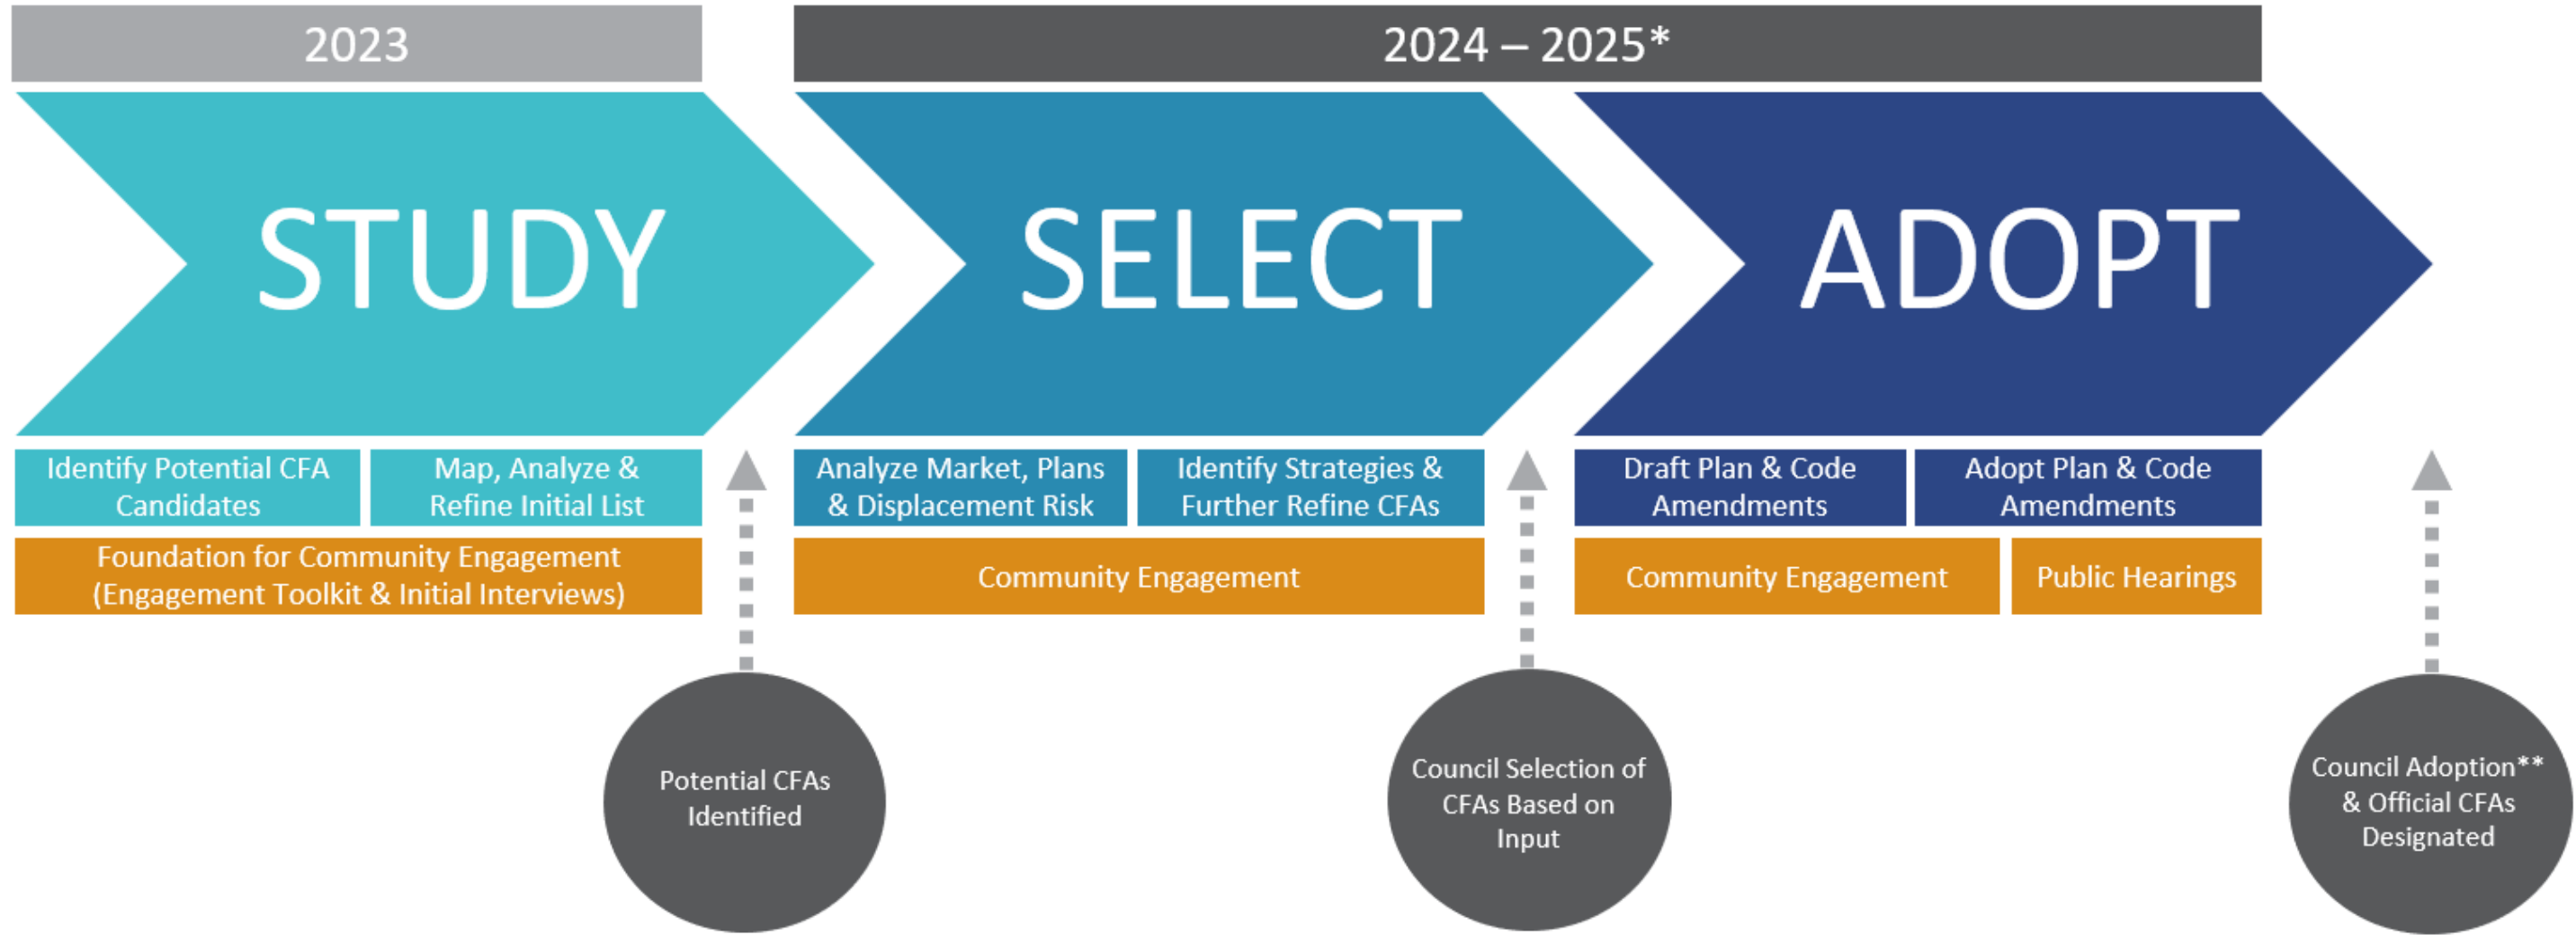 2023
2024 – 2025*
STUDY
SELECT
ADOPT
Identify Potential CFA
Candidates
Map, Analyze &
Refine Initial List
Analyze Market, Plans
& Displacement Risk
Identify Strategies &
Further Refine CFAs
Draft Plan & Code
Amendments
Adopt Plan & Code
Amendments
Foundation for Community Engagement
(Engagement Toolkit & Initial Interviews)
Community Engagement
Community Engagement
Public Hearings
Potential CFAs
Identified
Council Selection of
CFAs Based on
Input
Council Adoption**
& Official CFAs
Designated